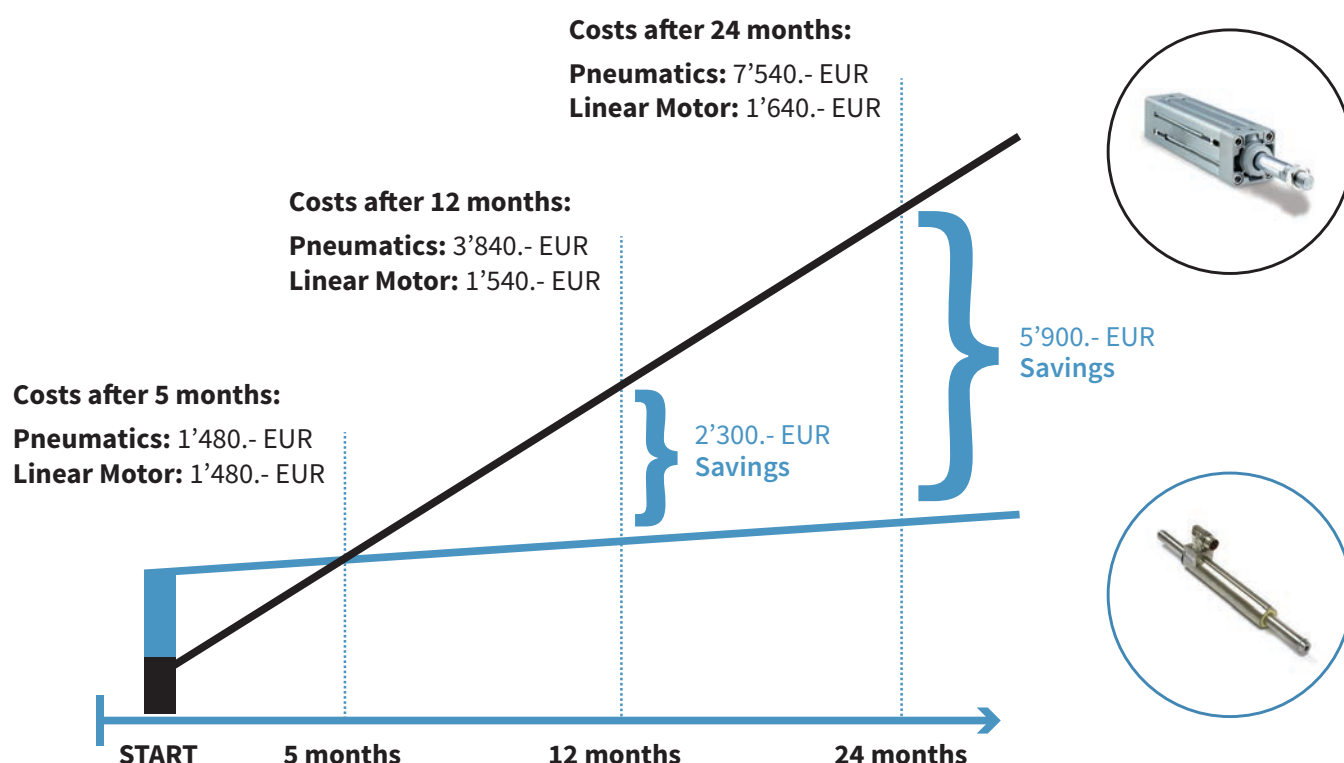 Costs after 24 months:
Pneumatics: 7’540.- EUR
Linear Motor: 1’640.- EUR
Costs after 12 months:
Pneumatics: 3’840.- EUR
Linear Motor: 1’540.- EUR
5’900.- EUR
Savings
Costs after 5 months:
Pneumatics: 1’480.- EUR
Linear Motor: 1’480.- EUR
2’300.- EUR
Savings
START
5 months
12 months
24 months